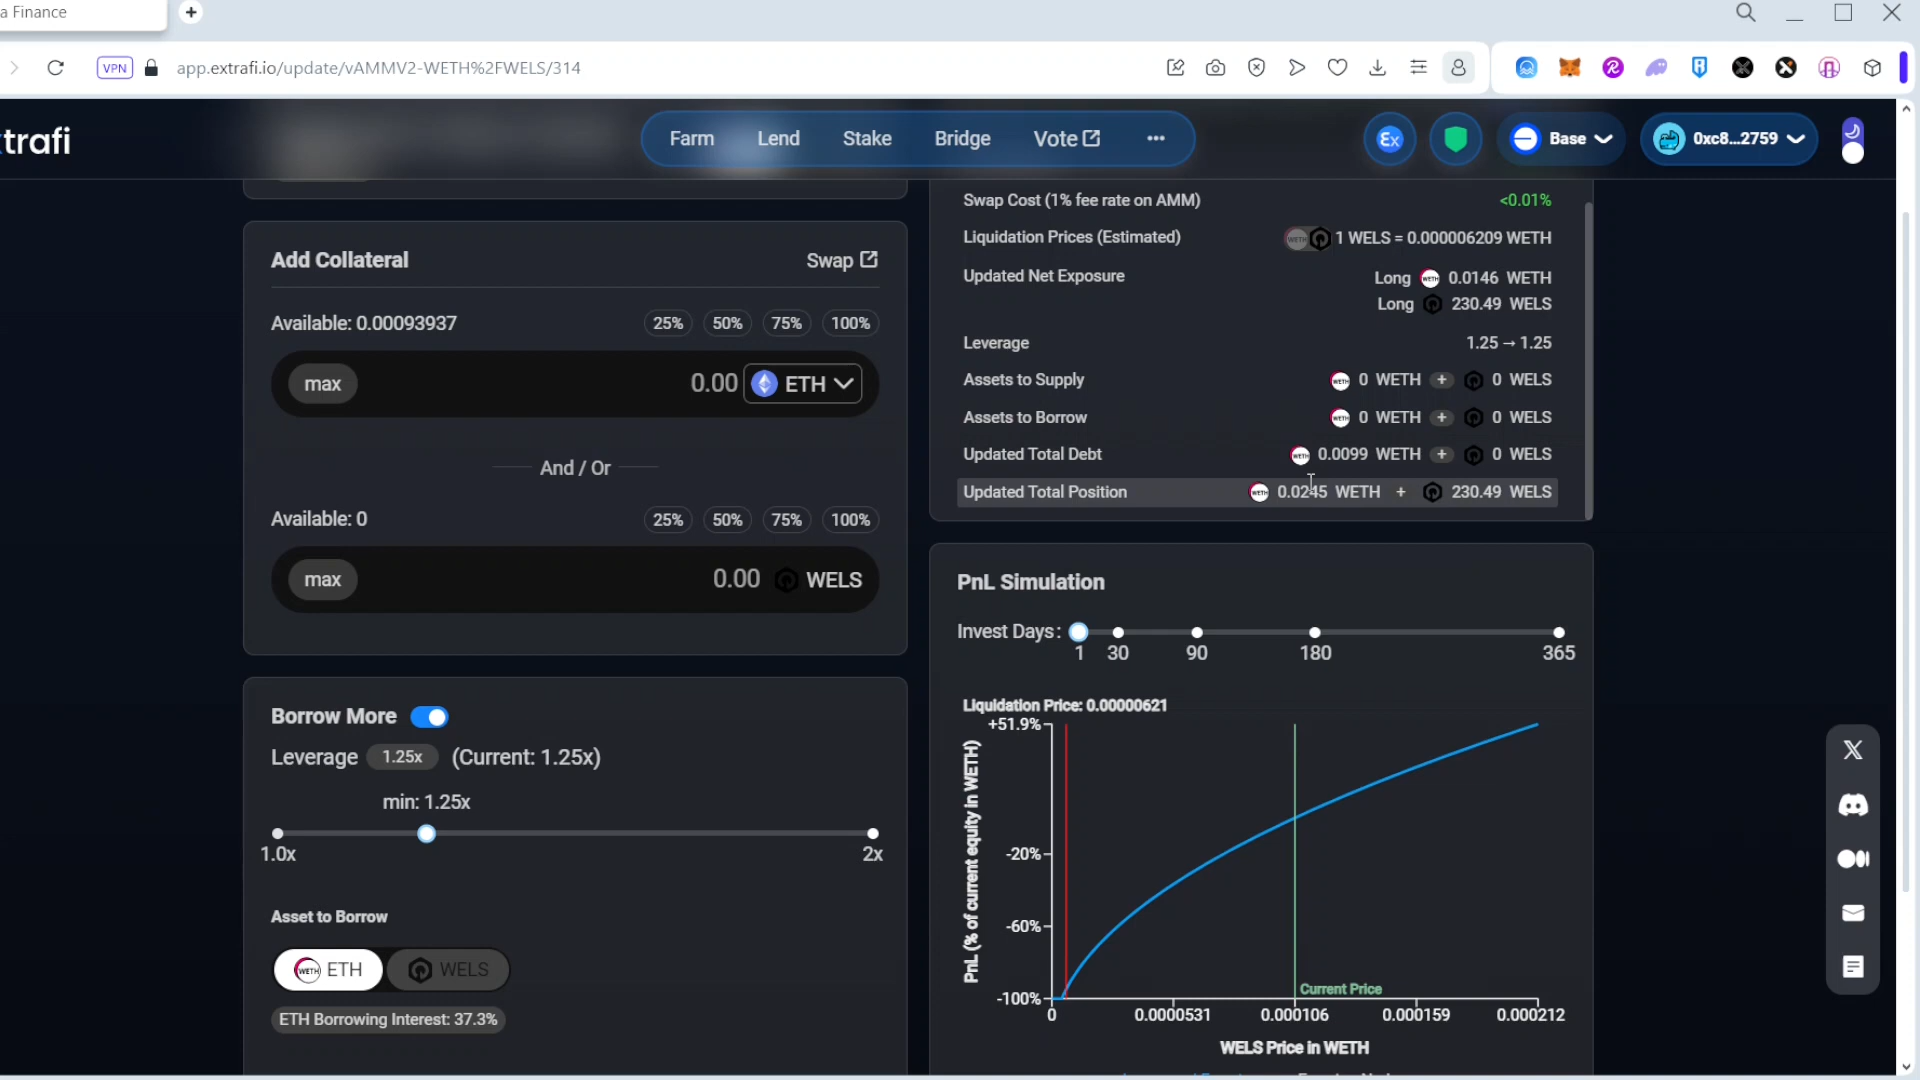 a Finance
VPN
app.extrafi.io/update/vAMMV2-WETH%2FWELS/314
trafi
Farm
Lend
Stake
Bridge
Vote
Ex
Base
0xc8...2759
Add Collateral
Swap
Available: 0.00093937
25%
50%
75%
100%
max
0.00
ETH
And / Or
Available: 0
25%
50%
75%
100%
max
0.00
WELS
Borrow More
Leverage 1.25x (Current: 1.25x)
min: 1.25x
1.0x
2x
Asset to Borrow
WETH ETH
WELS
ETH Borrowing Interest: 37.3%
Swap Cost (1% fee rate on AMM)
<0.01%
Liquidation Prices (Estimated)
WETH 1 WELS = 0.000006209 WETH
Updated Net Exposure
Long WETH 0.0146 WETH
Long 230.49 WELS
Leverage
1.25 → 1.25
Assets to Supply
WETH 0 WETH + 0 WELS
Assets to Borrow
WETH 0 WETH + 0 WELS
Updated Total Debt
WETH 0.0099 WETH + 0 WELS
Updated Total Position
WETH 0.0245 WETH + 230.49 WELS
PnL Simulation
Invest Days:
1
30
90
180
365
Liquidation Price: 0.00000621
+51.9%
-20%
-60%
-100%
PnL (% of current equity in WETH)
Current Price
0
0.0000531
0.000106
0.000159
0.000212
WELS Price in WETH